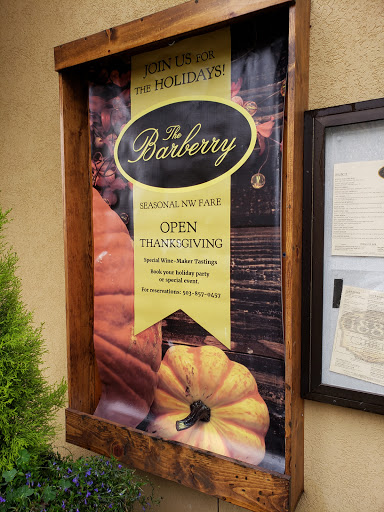 JOIN US FOR
THE HOLIDAYS!
The
Barberry
SEASONAL NW FARE
OPEN
THANKSGIVING
Special Wine-Maker Tastings
Book your holiday party
or special event.
For reservations: 503-857-0457